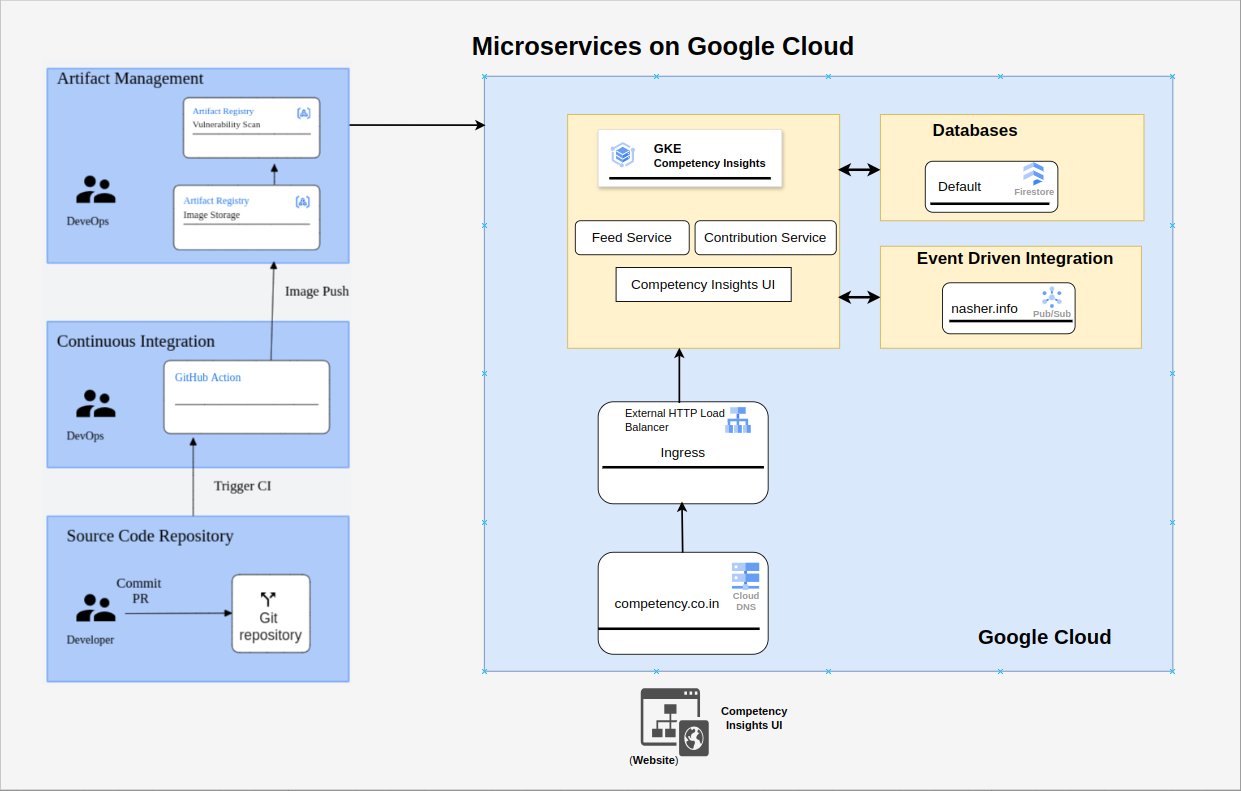 Microservices on Google Cloud
Artifact Management
Artifact Registry
Vulnerability Scan
Artifact Registry
Image Storage
DeveOps
Image Push
Continuous Integration
GitHub Action
DevOps
Trigger CI
Source Code Repository
Commit
PR
Developer
Git
repository
GKE
Competency Insights
Feed Service
Contribution Service
Competency Insights UI
Databases
Default
Firestore
Event Driven Integration
nasher.info
Pub/Sub
External HTTP Load
Balancer
Ingress
competency.co.in
Cloud
DNS
Google Cloud
Competency
Insights UI
(Website)